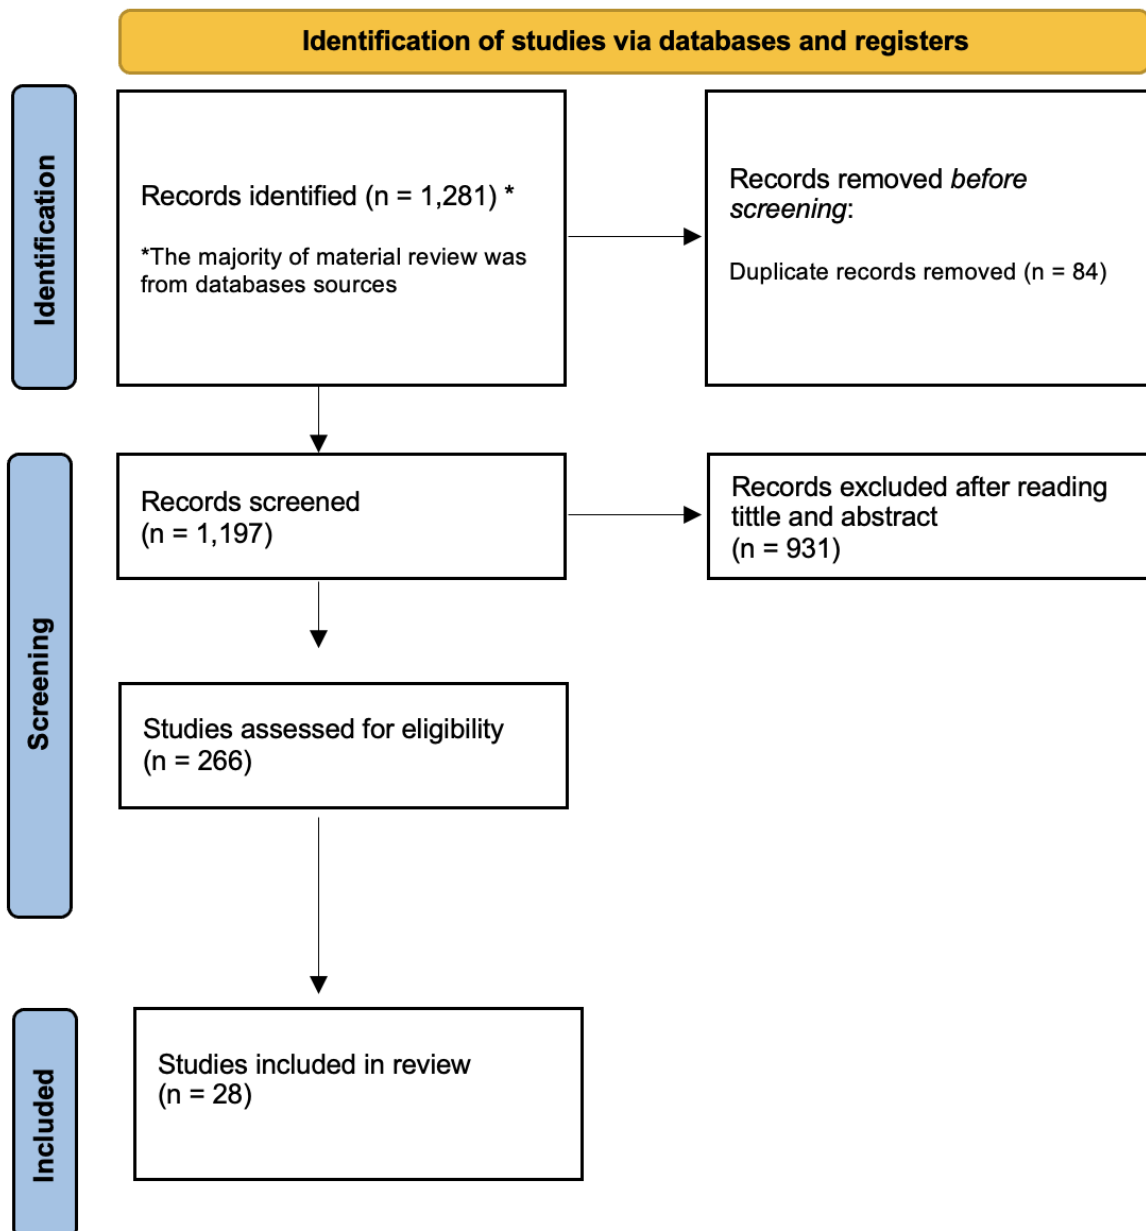 Identification of studies via databases and registers
Identification
Records identified (n = 1,281) *
*The majority of material review was
from databases sources
Records removed before
screening:
Duplicate records removed (n = 84)
Screening
Records screened
(n = 1,197)
Records excluded after reading
tittle and abstract
(n = 931)
Studies assessed for eligibility
(n = 266)
Included
Studies included in review
(n = 28)